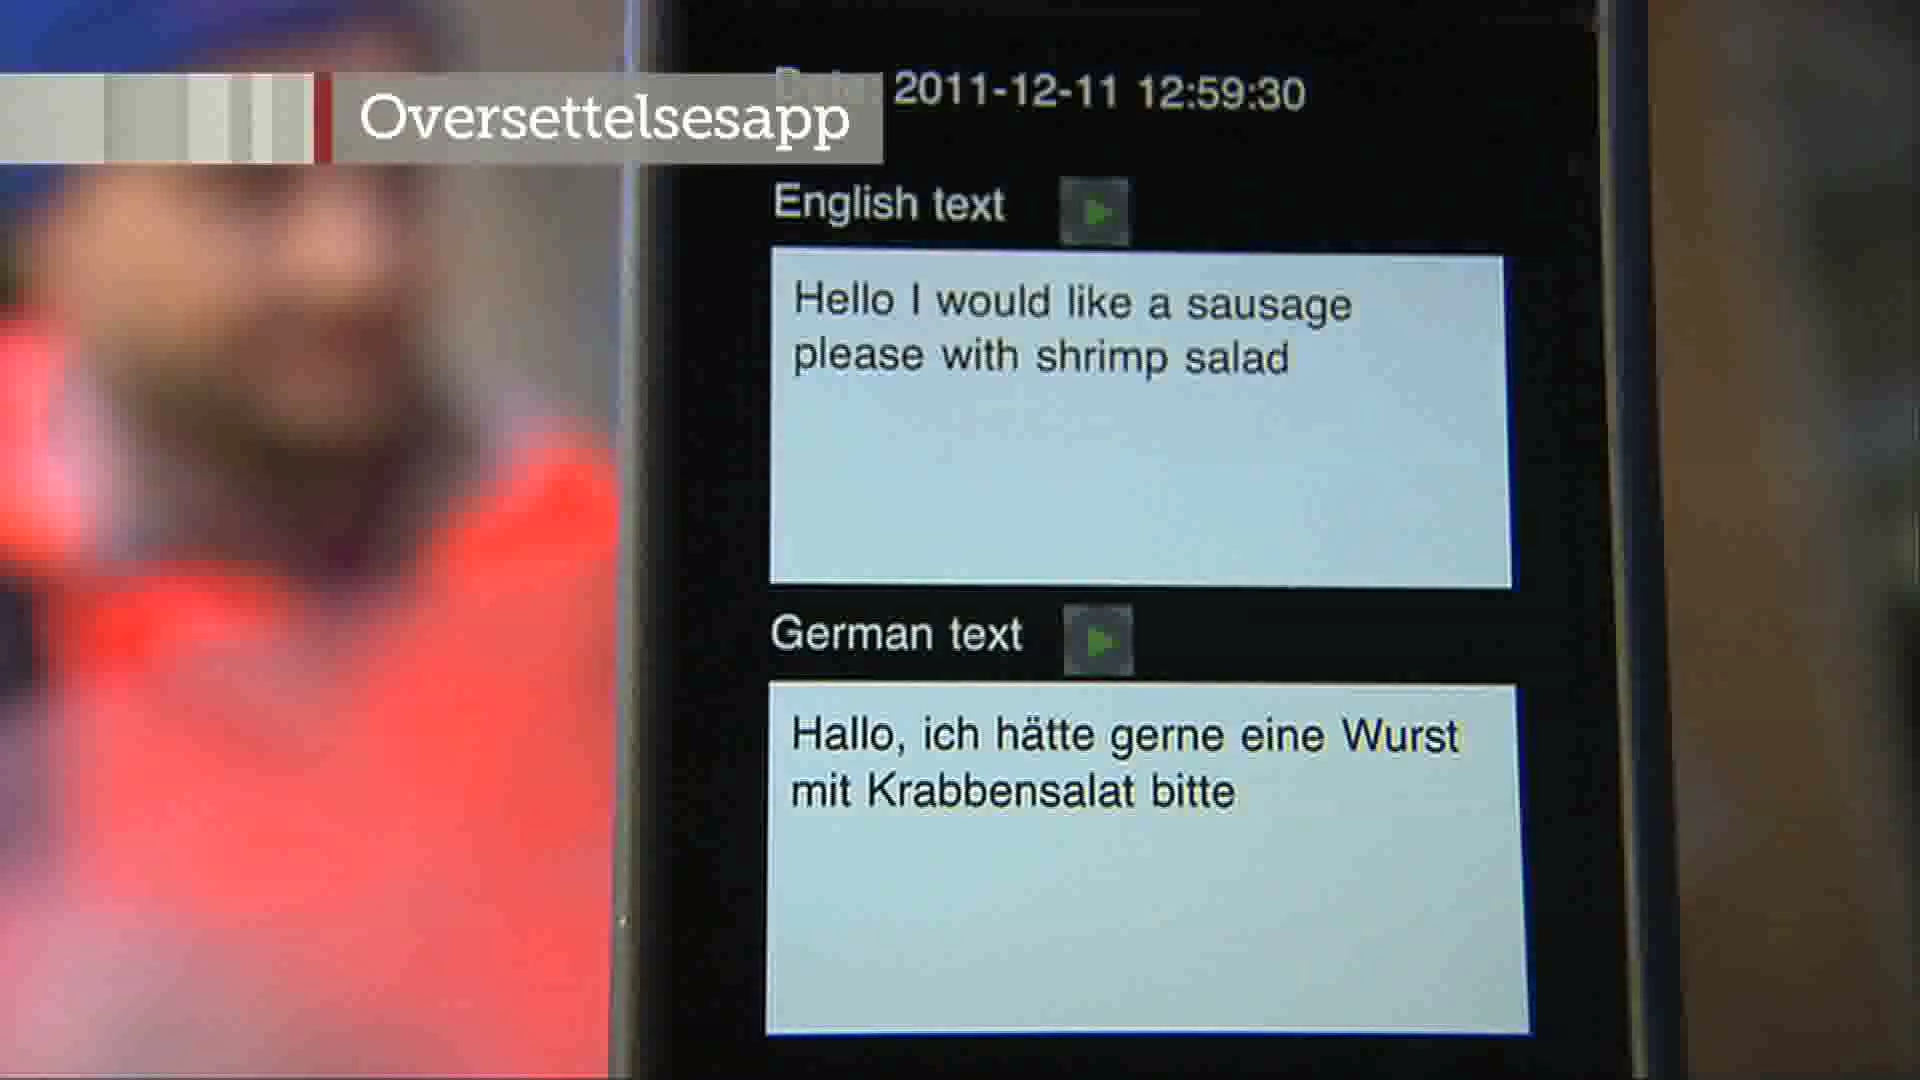 Oversettelsesapp
Date: 2011-12-11 12:59:30
English text
Hello I would like a sausage
please with shrimp salad
German text
Hallo, ich hätte gerne eine Wurst
mit Krabbensalat bitte